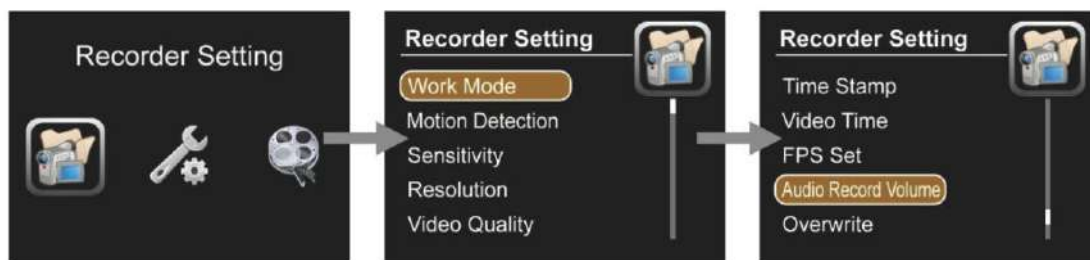 Recorder Setting
Recorder Setting
Work Mode
Motion Detection
Sensitivity
Resolution
Video Quality
Recorder Setting
Time Stamp
Video Time
FPS Set
Audio Record Volume
Overwrite